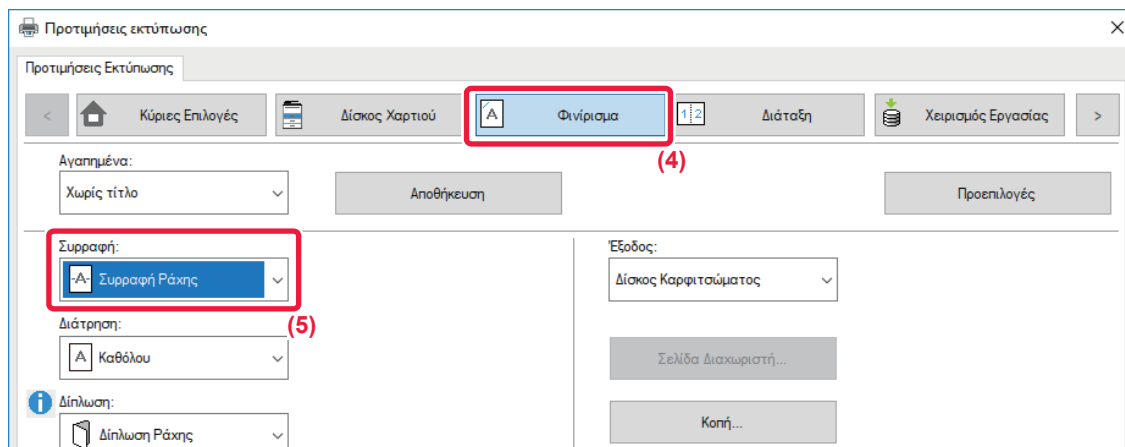 Προτιμήσεις εκτύπωσης
Προτιμήσεις Εκτύπωσης
< Κύριες Επιλογές Δίσκος Χαρτιού A Φινίρισμα 1 2 Διάταξη Χειρισμός Εργασίας >
(4)
Αγαπημένα:
Χωρίς τίτλο Αποθήκευση Προεπιλογές
Συρραφή: Έξοδος:
-A- Συρραφή Ράχης Δίσκος Καρφιτσώματος
(5)
Διάτρηση:
A Καθόλου Σελίδα Διαχωριστή...
i Δίπλωση:
Δίπλωση Ράχης Κοπή...